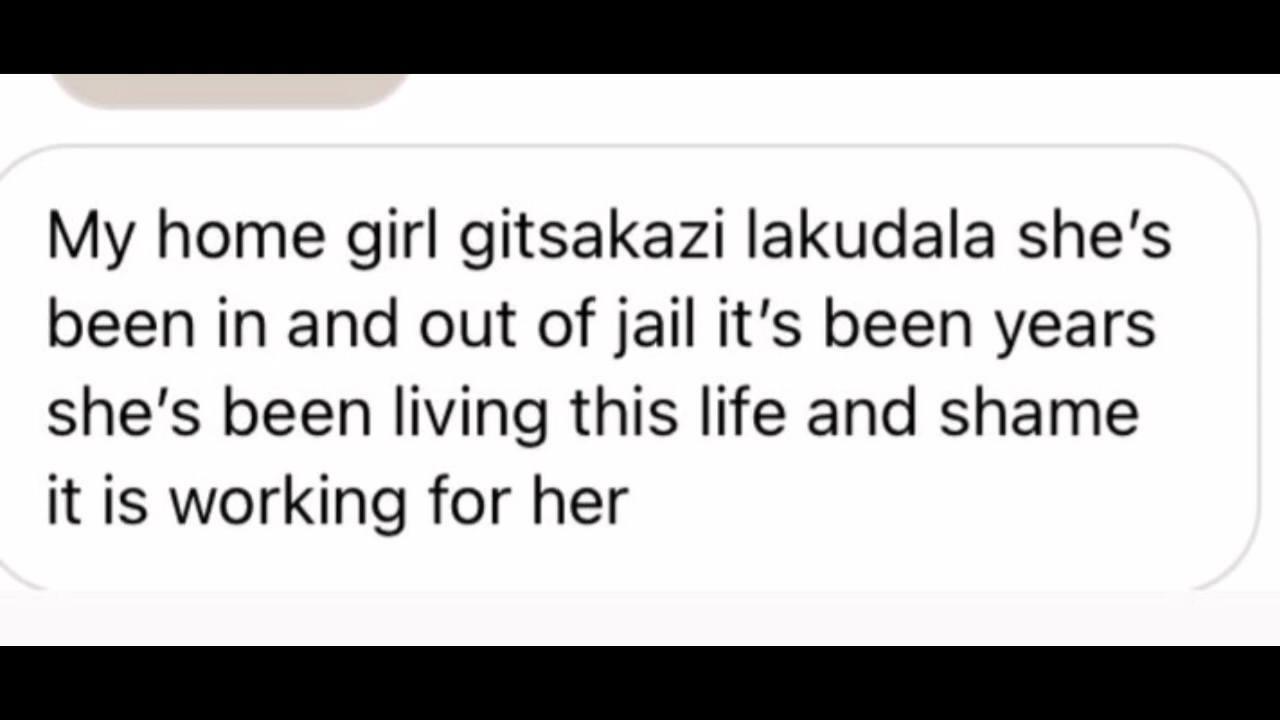 My home girl gitsakazi lakudala she’s
been in and out of jail it’s been years
she’s been living this life and shame
it is working for her